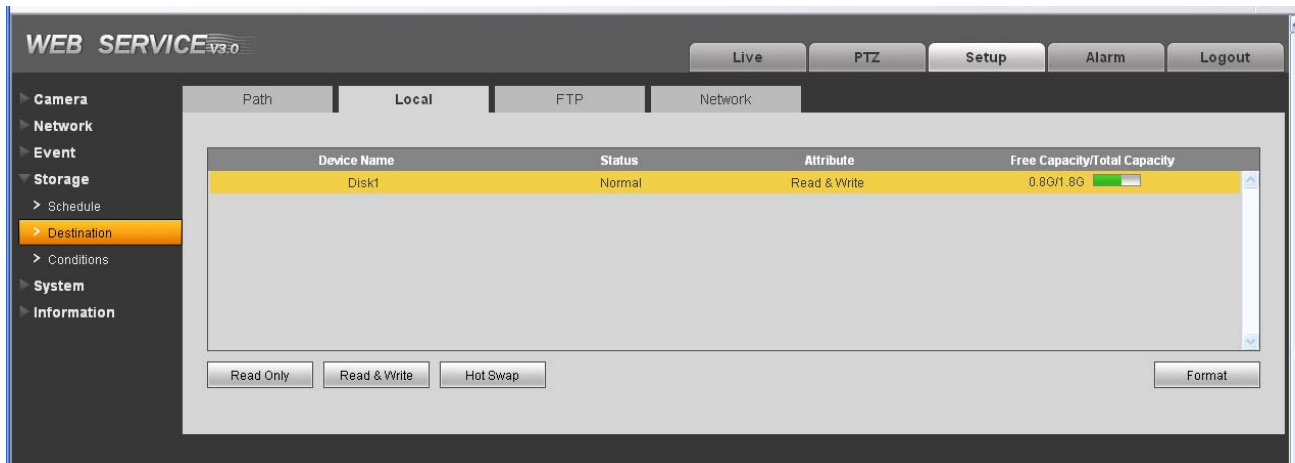 WEB SERVICE V3.0
Live PTZ Setup Alarm Logout
Camera
Network
Event
Storage
> Schedule
> Destination
> Conditions
System
Information
Path Local FTP Network
Device Name Status Attribute Free Capacity/Total Capacity
Disk1 Normal Read & Write 0.8G/1.8G
Read Only Read & Write Hot Swap Format